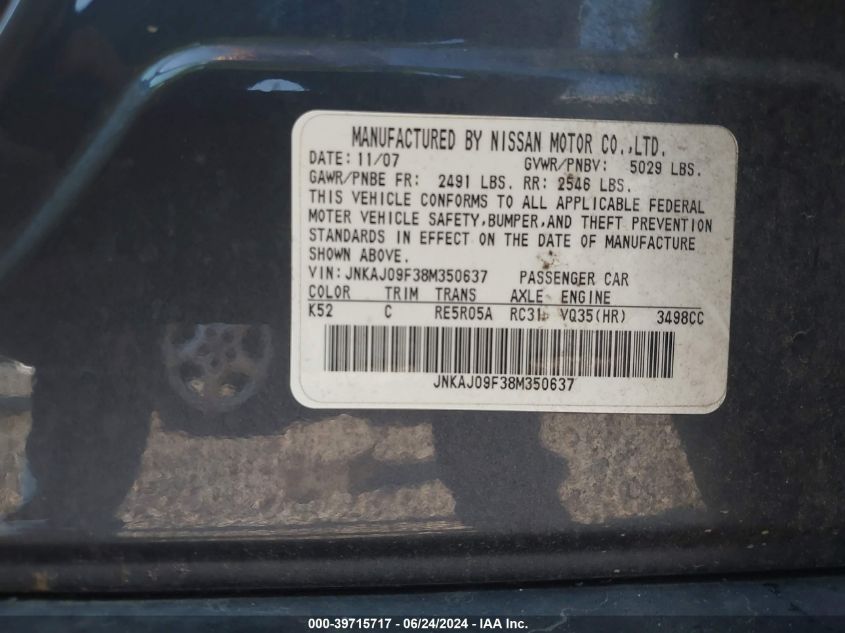 MANUFACTURED BY NISSAN MOTOR CO.,LTD.
DATE: 11/07 GVWR/PNBV: 5029 LBS.
GAWR/PNBE FR: 2491 LBS. RR: 2546 LBS.
THIS VEHICLE CONFORMS TO ALL APPLICABLE FEDERAL
MOTER VEHICLE SAFETY,BUMPER,AND THEFT PREVENTION
STANDARDS IN EFFECT ON THE DATE OF MANUFACTURE
SHOWN ABOVE.
VIN: JNKAJ09F38M350637 PASSENGER CAR
COLOR TRIM TRANS AXLE ENGINE
K52 C RE5R05A RC31 VQ35(HR) 3498CC
JNKAJ09F38M350637
000-39715717 - 06/24/2024 - IAA Inc.